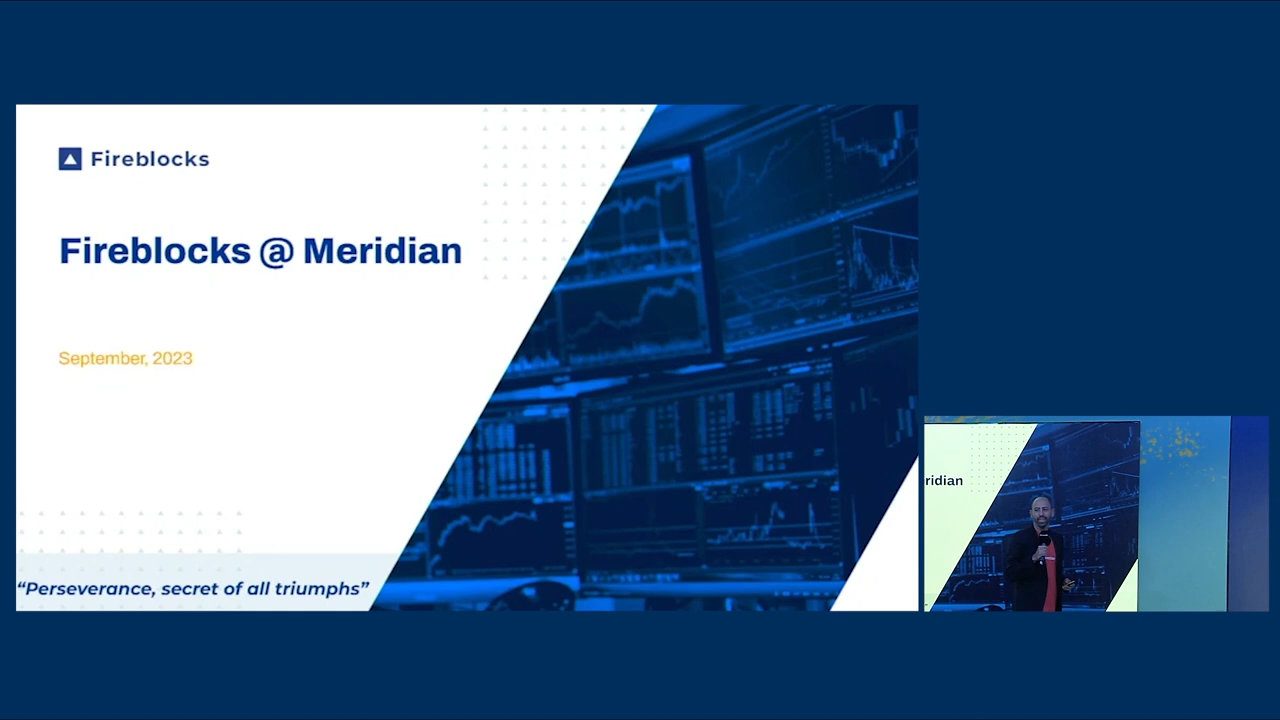 Fireblocks
Fireblocks @ Meridian
September, 2023
“Perseverance, secret of all triumphs”
ridian